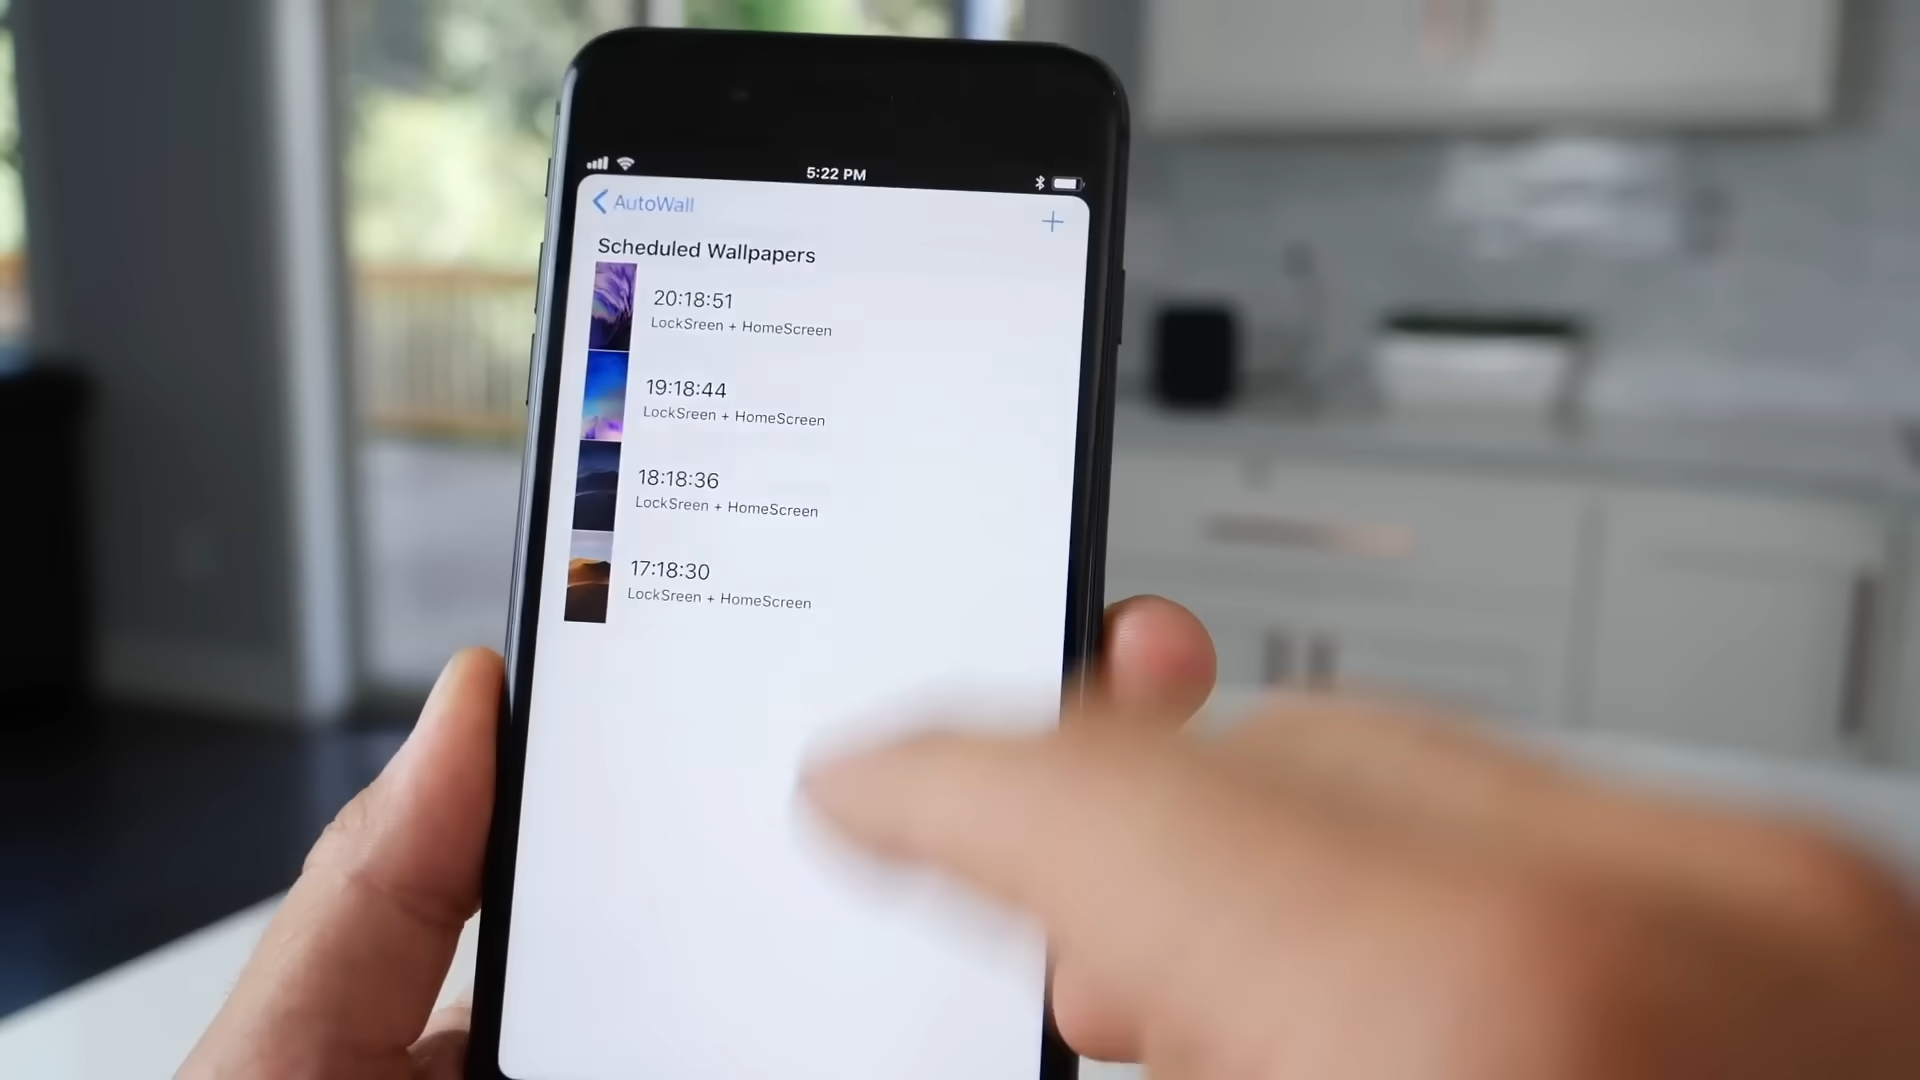 5:22 PM
AutoWall
Scheduled Wallpapers
20:18:51
LockSreen + HomeScreen
19:18:44
LockSreen + HomeScreen
18:18:36
LockSreen + HomeScreen
17:18:30
LockSreen + HomeScreen